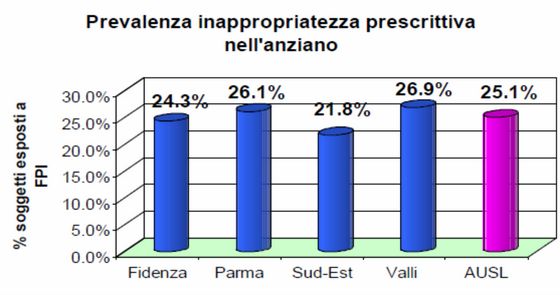 Prevalenza inappropriatezza prescrittiva
nell'anziano
% soggetti esposti a
FPI
30.0%
25.0%
20.0%
15.0%
10.0%
5.0%
0.0%
24.3%
26.1%
21.8%
26.9%
25.1%
Fidenza Parma Sud-Est Valli AUSL